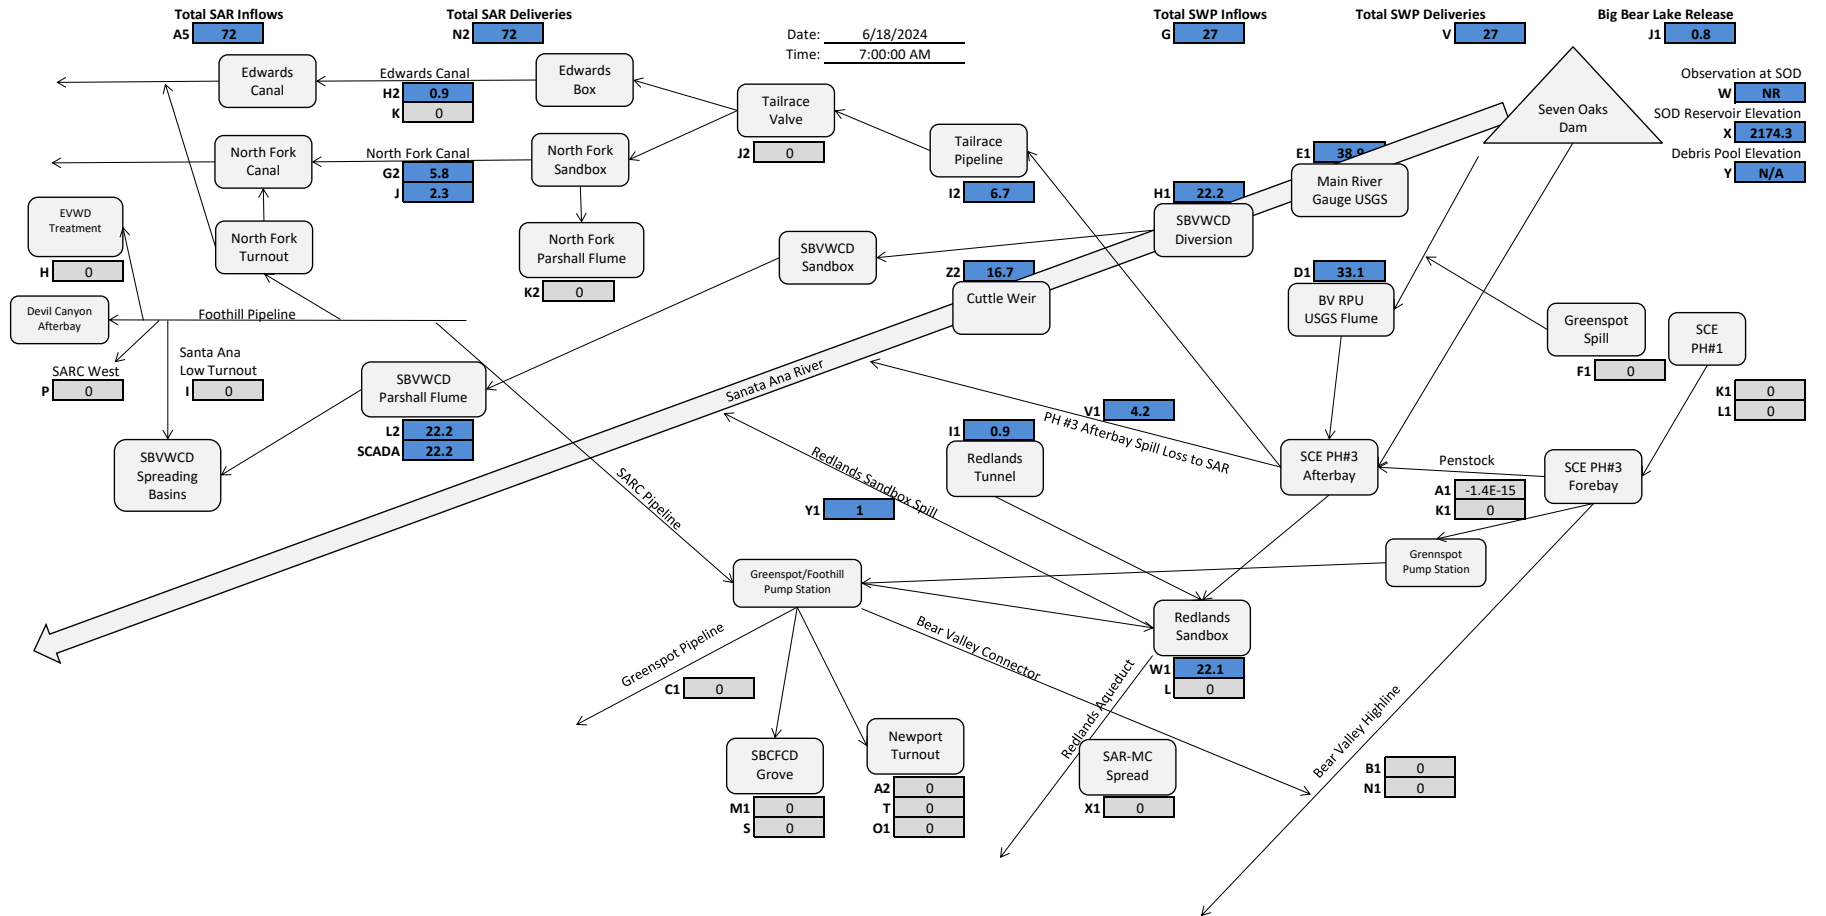 Total SAR Inflows
A5 72
Total SAR Deliveries
N2 72
Date: 6/18/2024
Time: 7:00:00 AM
Total SWP Inflows
G 27
Total SWP Deliveries
V 27
Big Bear Lake Release
J1 0.8
Observation at SOD
W NR
SOD Reservoir Elevation
X 2174.3
Debris Pool Elevation
Y N/A
Seven Oaks
Dam
Edwards
Canal
Edwards Canal
H2 0.9
K 0
Edwards
Box
Tailrace
Valve
J2 0
Tailrace
Pipeline
I2 6.7
North Fork
Canal
North Fork Canal
G2 5.8
J 2.3
North Fork
Sandbox
E1 38.9
Main River
Gauge USGS
H1 22.2
SBVWCD
Diversion
EVWD
Treatment
H 0
North Fork
Turnout
North Fork
Parshall Flume
K2 0
SBVWCD
Sandbox
Z2 16.7
Cuttle Weir
D1 33.1
BV RPU
USGS Flume
Greenspot
Spill
F1 0
SCE
PH#1
K1 0
L1 0
Devil Canyon
Afterbay
Foothill Pipeline
SARC West
P 0
Santa Ana
Low Turnout
I 0
SBVWCD
Parshall Flume
L2 22.2
SCADA 22.2
Sanata Ana River
V1 4.2
PH #3 Afterbay Spill Loss to SAR
I1 0.9
Redlands
Tunnel
SBVWCD
Spreading
Basins
SARC Pipeline
Redlands Sandbox Spill
Y1 1
SCE PH#3
Afterbay
Penstock
A1 -1.4E-15
K1 0
SCE PH#3
Forebay
Grennspot
Pump Station
Greenspot/Foothill
Pump Station
Redlands
Sandbox
W1 22.1
L 0
Greenspot Pipeline
C1 0
Bear Valley Connector
Redlands Aqueduct
Bear Valley Highline
SBCFCD
Grove
M1 0
S 0
Newport
Turnout
A2 0
T 0
O1 0
SAR-MC
Spread
X1 0
B1 0
N1 0